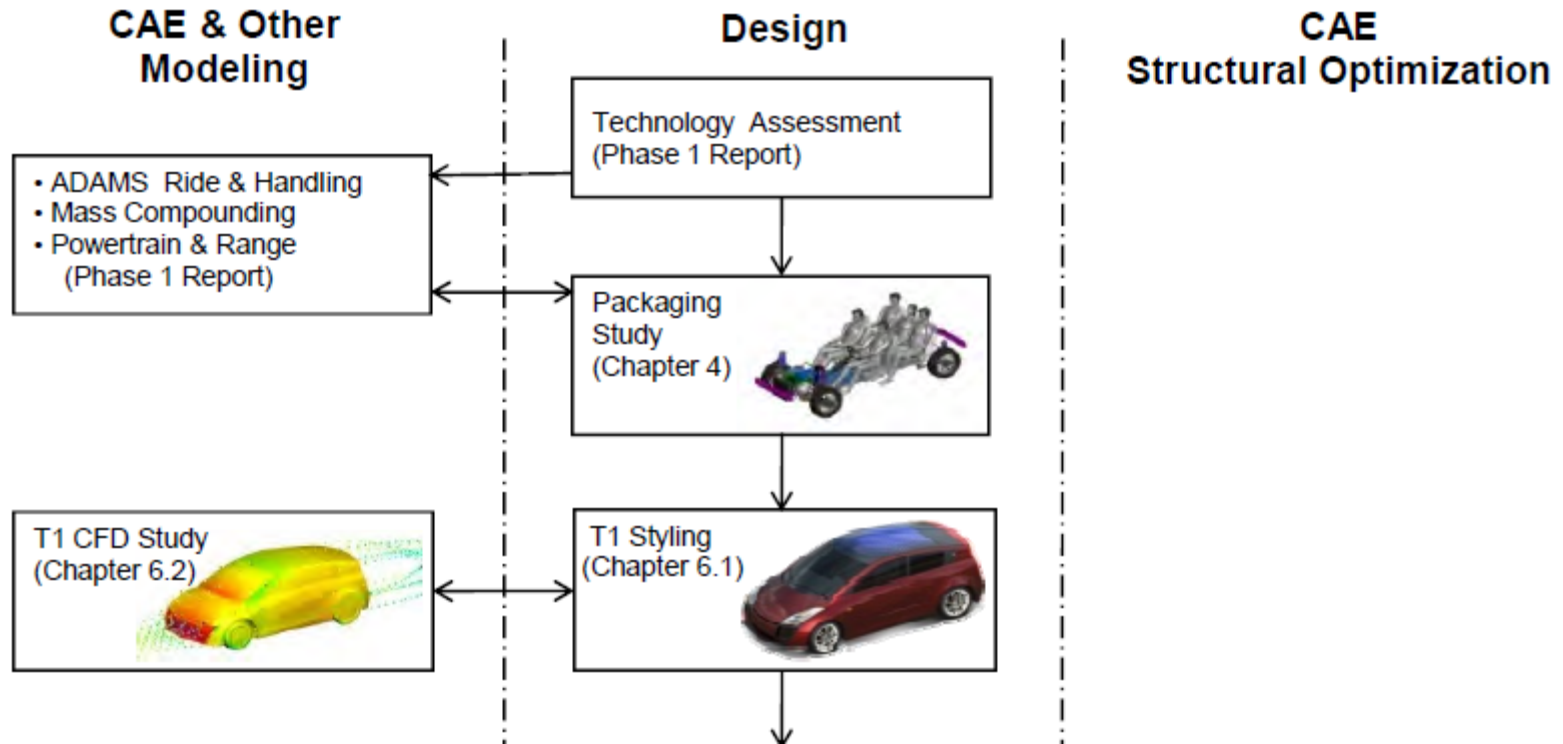 CAE & Other
Modeling
Design
CAE
Structural Optimization
Technology Assessment
(Phase 1 Report)
• ADAMS Ride & Handling
• Mass Compounding
• Powertrain & Range
(Phase 1 Report)
Packaging
Study
(Chapter 4)
T1 CFD Study
(Chapter 6.2)
T1 Styling
(Chapter 6.1)